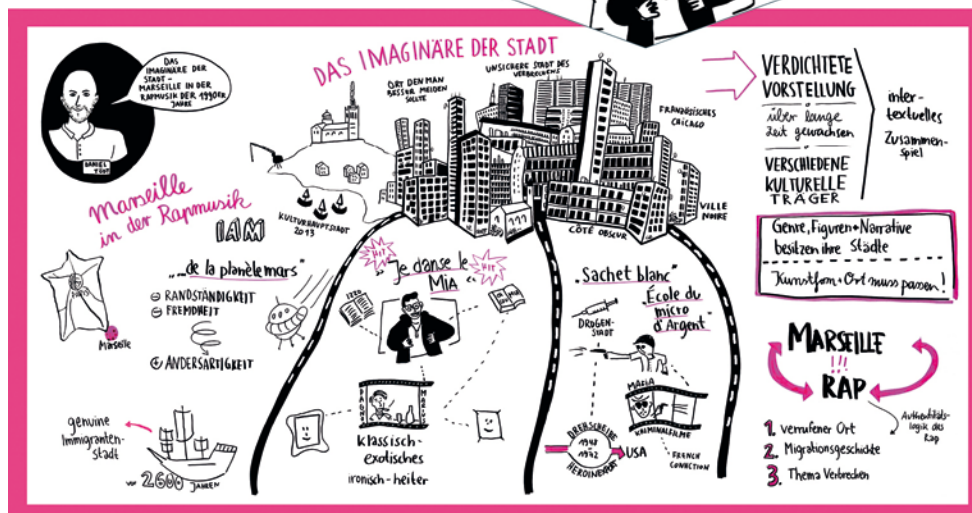 DAS IMAGINÄRE DER STADT
DAS
IMAGINÄRE DER
STADT –
MARSEILLE IN DER
RAPMUSIK DER 1990ER
JAHRE
DANIEL
ORT DEN MAN
BESSER MEIDEN
SOLLTE
UNSICHERE STADT DES
VERBRECHENS
FRANZÖSISCHES
CHICAGO
KULTURHAUPTSTADT
2013
CÔTÉ OBSCUR
VILLE
NOIRE
Marseille
in der Rapmusik
IAM
"...de la planète mars"
Marseille
⊖ RANDSTÄNDIGKEIT
⊖ FREMDHEIT
⊕ ANDERSARTIGKEIT
genuine
Immigranten-
stadt
2600 JAHREN
HIT
"Je danse le
MIA"
HIT
klassisch-
exotisches
ironisch-heiter
"Sachet blanc"
"École du
micro
d'Argent"
DROGEN-
STADT
MAFIA
KRIMINALFILME
DREHSCHEIBE
1948
1972
HEROINEXPORT
USA
FRENCH
CONNECTION
VERDICHTETE
VORSTELLUNG
über lange
Zeit gewachsen
VERSCHIEDENE
KULTURELLE
TRÄGER
inter-
textuelles
Zusammen-
spiel
Genre, Figuren + Narrative
besitzen ihre Städte
Kunstform + Ort muss passen!
MARSEILLE
!!!
RAP
Authentitäts-
logik des
Rap
1. verrufener Ort
2. Migrationsgeschichte
3. Thema Verbrechen